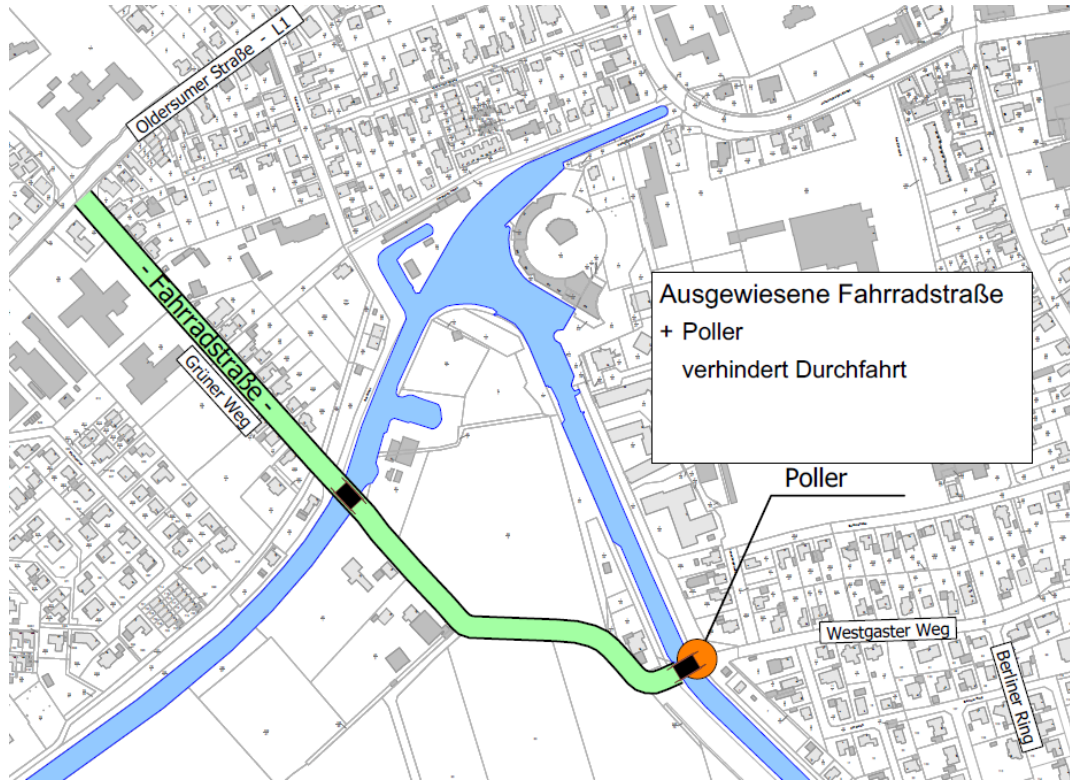 Oldersumer Straße - L1
- Fahrradstraße -
Grüner Weg
Ausgewiesene Fahrradstraße
+ Poller
verhindert Durchfahrt
Poller
Westgaster Weg
Berliner Ring